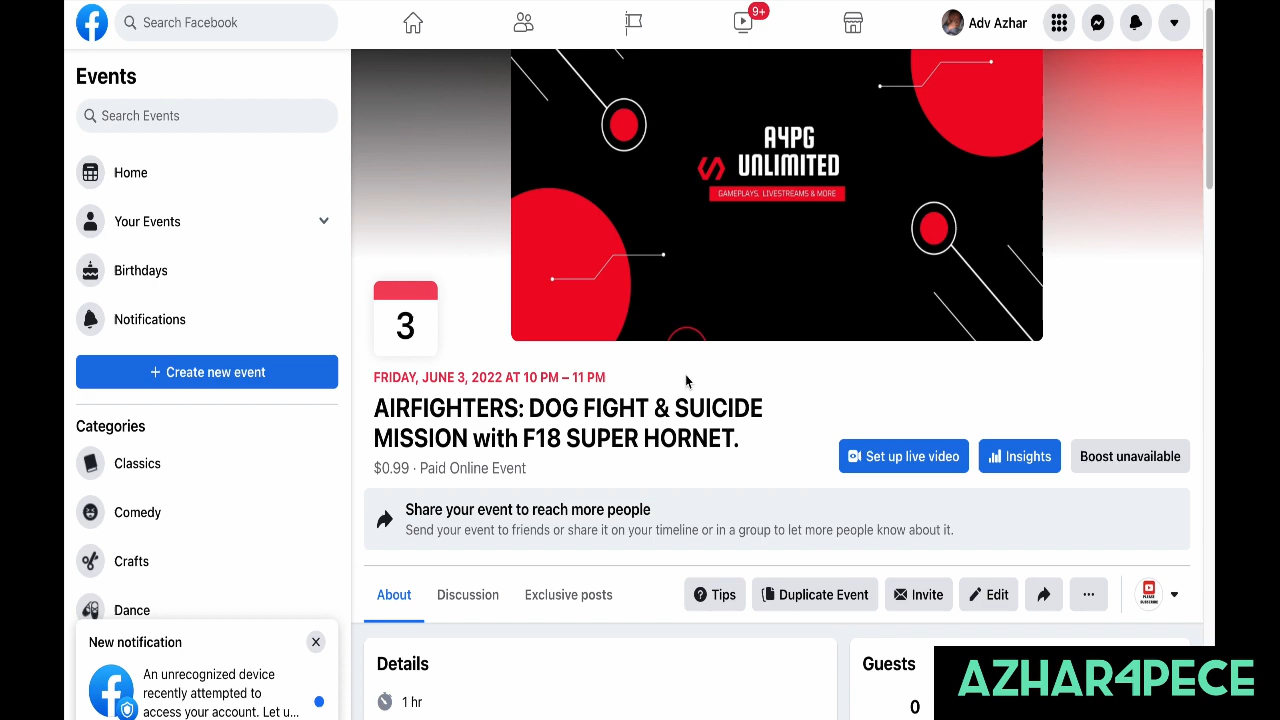 Search Facebook
9+
Adv Azhar
Events
Search Events
Home
Your Events
Birthdays
Notifications
+ Create new event
Categories
Classics
Comedy
Crafts
Dance
New notification
An unrecognized device
recently attempted to
access your account. Let u...
A4PG
UNLIMITED
GAMEPLAYS, LIVESTREAMS & MORE
3
FRIDAY, JUNE 3, 2022 AT 10 PM – 11 PM
AIRFIGHTERS: DOG FIGHT & SUICIDE
MISSION with F18 SUPER HORNET.
$0.99 · Paid Online Event
Set up live video
Insights
Boost unavailable
Share your event to reach more people
Send your event to friends or share it on your timeline or in a group to let more people know about it.
About
Discussion
Exclusive posts
Tips
Duplicate Event
Invite
Edit
PLEASE
SUBSCRIBE
Details
1 hr
Guests
0
AZHAR4PECE